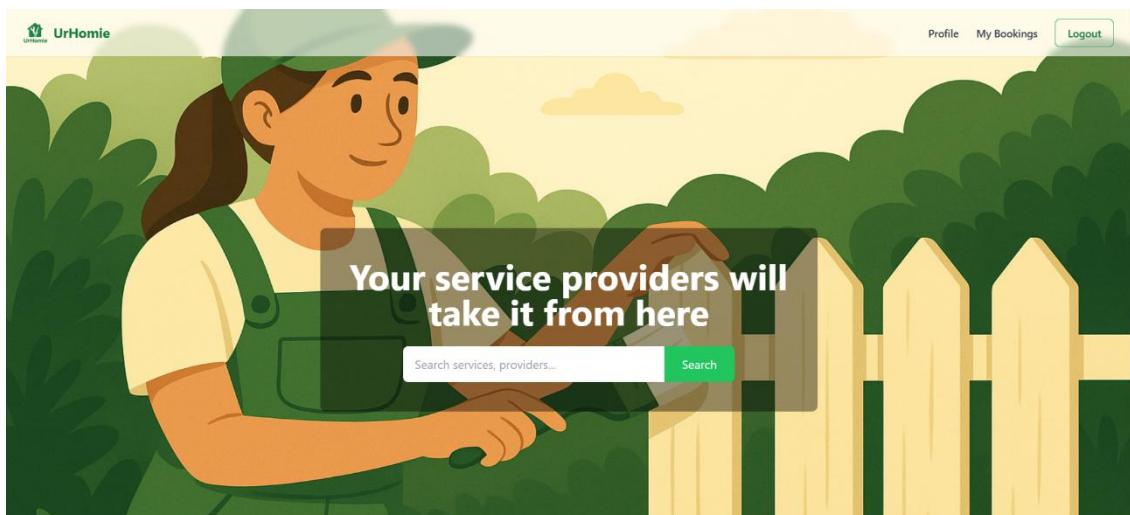 UrHomie
UrHomie
Profile
My Bookings
Logout
Your service providers will
take it from here
Search services, providers...
Search